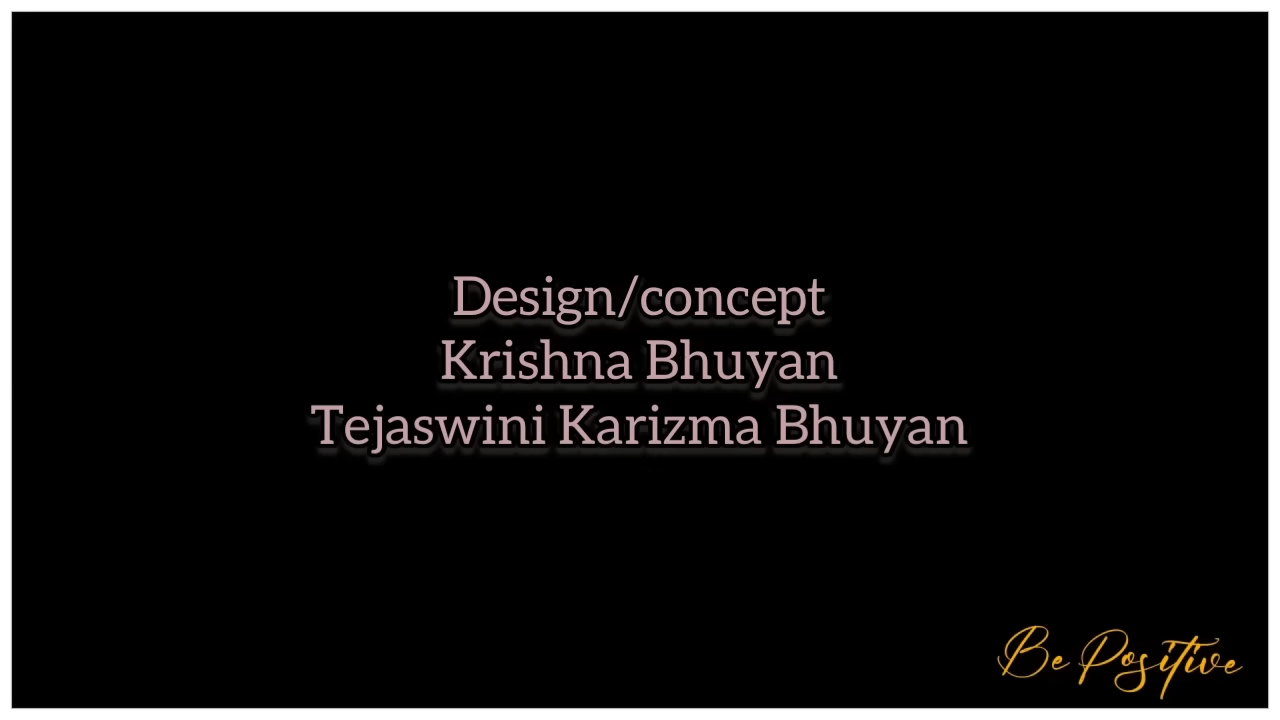 Design/concept
Krishna Bhuyan
Tejaswini Karizma Bhuyan
Be Positive